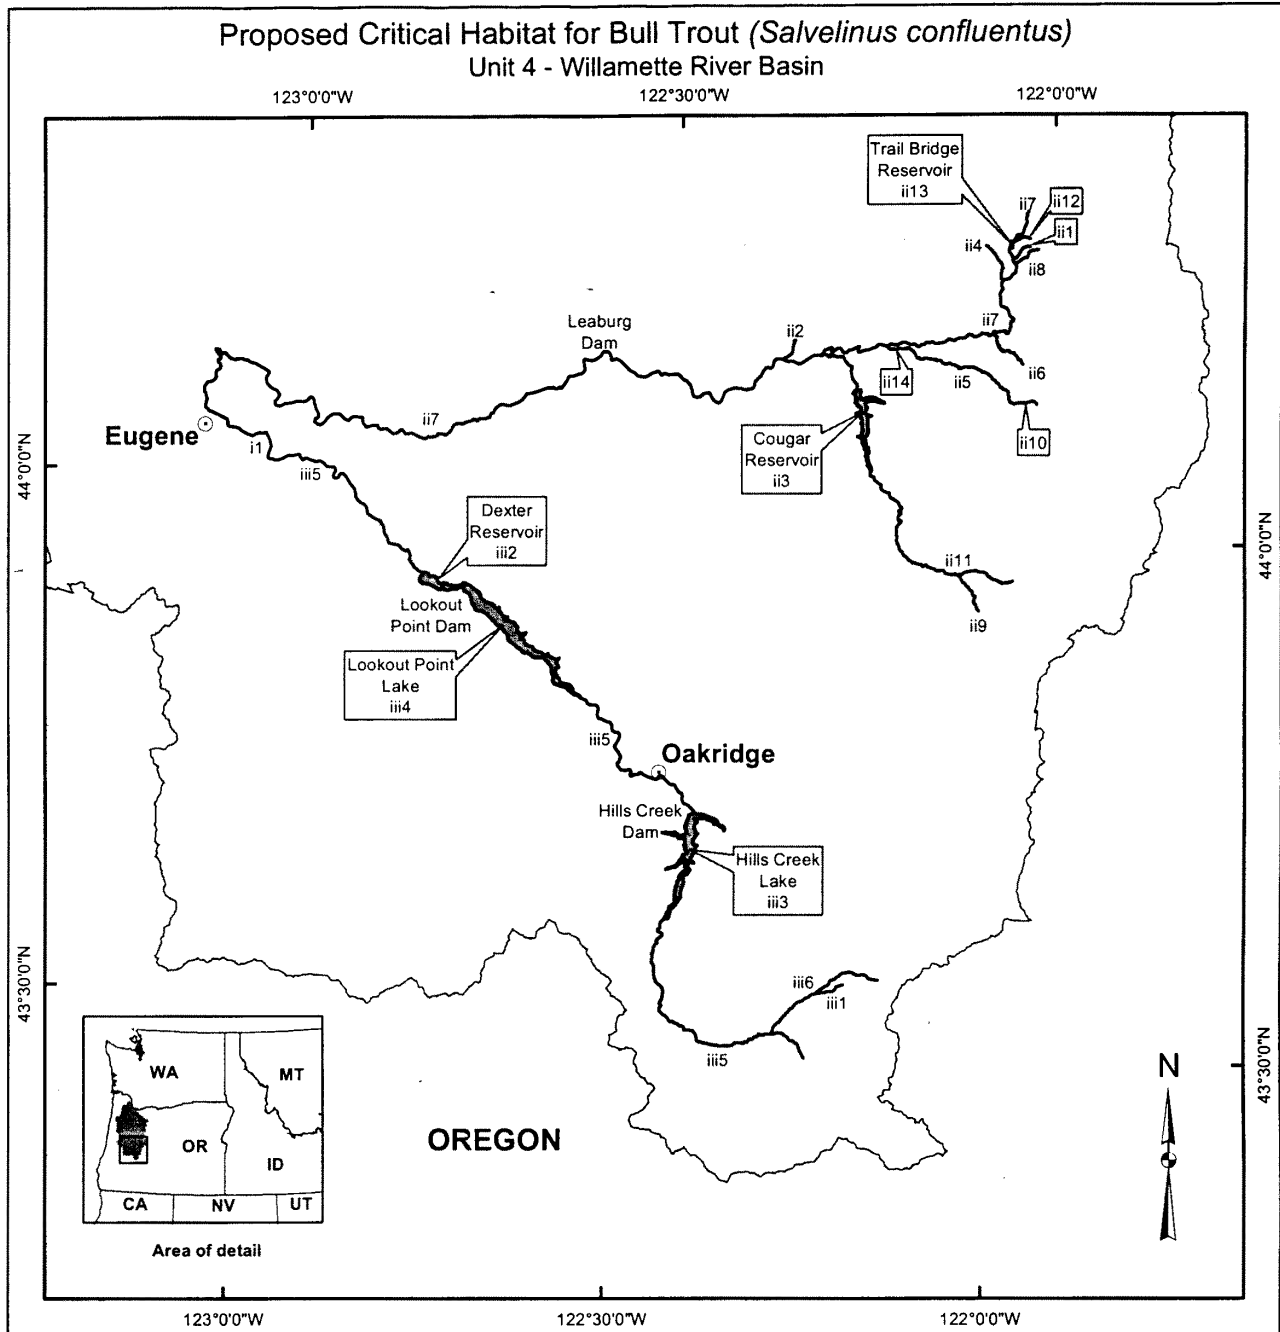 Proposed Critical Habitat for Bull Trout (Salvelinus confluentus)
Unit 4 - Willamette River Basin
123°0'0"W
122°30'0"W
122°0'0"W
Trail Bridge
Reservoir
ii13
ii7
ii12
ii1
ii4
ii8
Leaburg
Dam
ii2
ii7
ii14
ii5
ii6
ii7
Eugene
i1
iii5
Cougar
Reservoir
ii3
ii10
44°0'0"N
44°0'0"N
Dexter
Reservoir
iii2
ii11
ii9
Lookout
Point Dam
Lookout Point
Lake
iii4
iii5
Oakridge
Hills Creek
Dam
Hills Creek
Lake
iii3
43°30'0"N
iii6
iii1
iii5
43°30'0"N
N
WA
MT
OR
ID
CA
NV
UT
Area of detail
OREGON
123°0'0"W
122°30'0"W
122°0'0"W